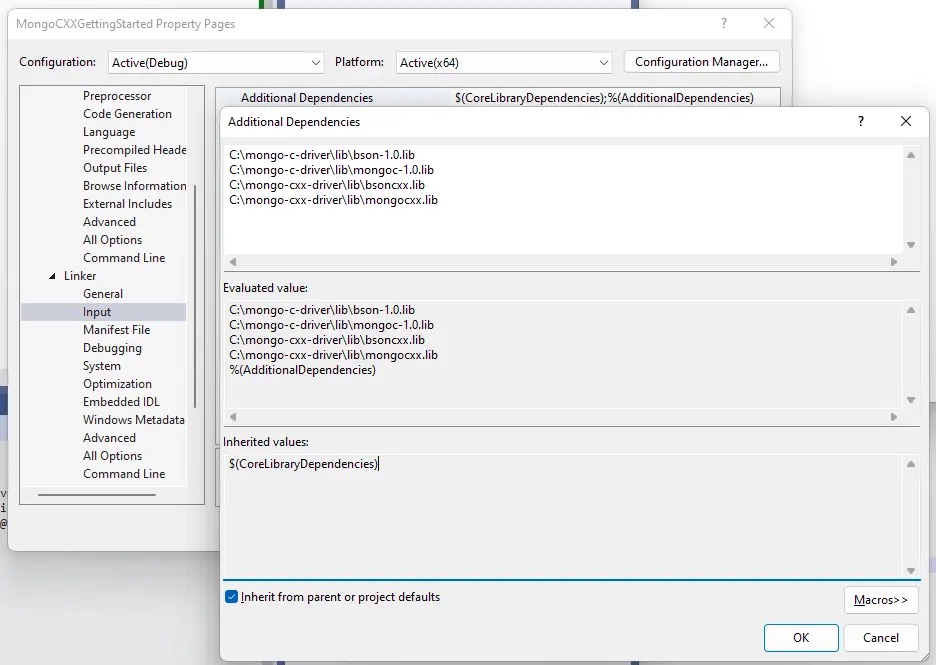 MongoCXXGettingStarted Property Pages
Configuration: Active(Debug) Platform: Active(x64) Configuration Manager...
Preprocessor
Code Generation
Language
Precompiled Heade
Output Files
Browse Information
External Includes
Advanced
All Options
Command Line
Linker
General
Input
Manifest File
Debugging
System
Optimization
Embedded IDL
Windows Metadata
Advanced
All Options
Command Line
Additional Dependencies $(CoreLibraryDependencies);%(AdditionalDependencies)
Additional Dependencies
C:\mongo-c-driver\lib\bson-1.0.lib
C:\mongo-c-driver\lib\mongoc-1.0.lib
C:\mongo-cxx-driver\lib\bsoncxx.lib
C:\mongo-cxx-driver\lib\mongocxx.lib
Evaluated value:
C:\mongo-c-driver\lib\bson-1.0.lib
C:\mongo-c-driver\lib\mongoc-1.0.lib
C:\mongo-cxx-driver\lib\bsoncxx.lib
C:\mongo-cxx-driver\lib\mongocxx.lib
%(AdditionalDependencies)
Inherited values:
$(CoreLibraryDependencies)
Inherit from parent or project defaults
Macros>>
OK Cancel